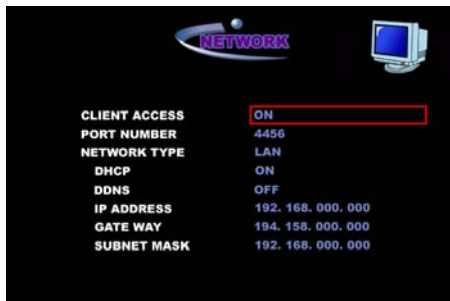 NETWORK
CLIENT ACCESS ON
PORT NUMBER 4456
NETWORK TYPE LAN
DHCP ON
DDNS OFF
IP ADDRESS 192. 168. 000. 000
GATE WAY 194. 158. 000. 000
SUBNET MASK 192. 168. 000. 000